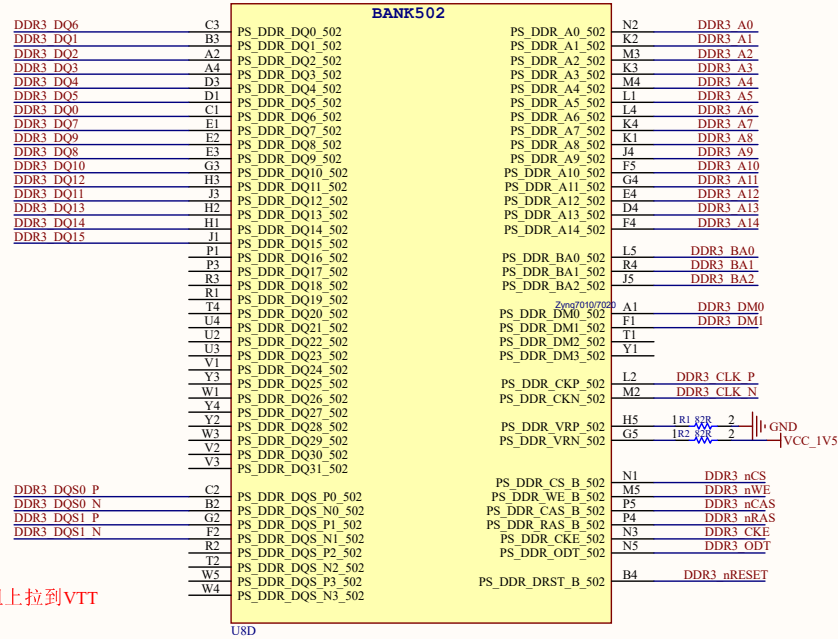 BANK502
DDR3_DQ6 C3 PS_DDR_DQ0_502 PS_DDR_A0_502 N2 DDR3_A0
DDR3_DQ1 B3 PS_DDR_DQ1_502 PS_DDR_A1_502 K2 DDR3_A1
DDR3_DQ2 A2 PS_DDR_DQ2_502 PS_DDR_A2_502 M3 DDR3_A2
DDR3_DQ3 A4 PS_DDR_DQ3_502 PS_DDR_A3_502 K3 DDR3_A3
DDR3_DQ4 D3 PS_DDR_DQ4_502 PS_DDR_A4_502 M4 DDR3_A4
DDR3_DQ5 D1 PS_DDR_DQ5_502 PS_DDR_A5_502 L1 DDR3_A5
DDR3_DQ0 C1 PS_DDR_DQ6_502 PS_DDR_A6_502 L4 DDR3_A6
DDR3_DQ7 E1 PS_DDR_DQ7_502 PS_DDR_A7_502 K4 DDR3_A7
DDR3_DQ9 E2 PS_DDR_DQ8_502 PS_DDR_A8_502 K1 DDR3_A8
DDR3_DQ8 E3 PS_DDR_DQ9_502 PS_DDR_A9_502 J4 DDR3_A9
DDR3_DQ10 G3 PS_DDR_DQ10_502 PS_DDR_A10_502 F5 DDR3_A10
DDR3_DQ12 H3 PS_DDR_DQ11_502 PS_DDR_A11_502 G4 DDR3_A11
DDR3_DQ11 J3 PS_DDR_DQ12_502 PS_DDR_A12_502 E4 DDR3_A12
DDR3_DQ13 H2 PS_DDR_DQ13_502 PS_DDR_A13_502 D4 DDR3_A13
DDR3_DQ14 H1 PS_DDR_DQ14_502 PS_DDR_A14_502 F4 DDR3_A14
DDR3_DQ15 J1 PS_DDR_DQ15_502
P1 PS_DDR_DQ16_502 PS_DDR_BA0_502 L5 DDR3_BA0
P3 PS_DDR_DQ17_502 PS_DDR_BA1_502 R4 DDR3_BA1
R3 PS_DDR_DQ18_502 PS_DDR_BA2_502 J5 DDR3_BA2
R1 PS_DDR_DQ19_502 Zynq7010/7020
T4 PS_DDR_DQ20_502 PS_DDR_DM0_502 A1 DDR3_DM0
U4 PS_DDR_DQ21_502 PS_DDR_DM1_502 F1 DDR3_DM1
U2 PS_DDR_DQ22_502 PS_DDR_DM2_502 T1
U3 PS_DDR_DQ23_502 PS_DDR_DM3_502 Y1
V1 PS_DDR_DQ24_502
Y3 PS_DDR_DQ25_502 PS_DDR_CKP_502 L2 DDR3_CLK_P
W1 PS_DDR_DQ26_502 PS_DDR_CKN_502 M2 DDR3_CLK_N
Y4 PS_DDR_DQ27_502
Y2 PS_DDR_DQ28_502 PS_DDR_VRP_502 H5 1 R1 82R 2 GND
W3 PS_DDR_DQ29_502 PS_DDR_VRN_502 G5 1 R2 82R 2 VCC_1V5
V2 PS_DDR_DQ30_502
V3 PS_DDR_DQ31_502
PS_DDR_CS_B_502 N1 DDR3_nCS
DDR3_DQS0_P C2 PS_DDR_DQS_P0_502 PS_DDR_WE_B_502 M5 DDR3_nWE
DDR3_DQS0_N B2 PS_DDR_DQS_N0_502 PS_DDR_CAS_B_502 P5 DDR3_nCAS
DDR3_DQS1_P G2 PS_DDR_DQS_P1_502 PS_DDR_RAS_B_502 P4 DDR3_nRAS
DDR3_DQS1_N F2 PS_DDR_DQS_N1_502 PS_DDR_CKE_502 N3 DDR3_CKE
R2 PS_DDR_DQS_P2_502 PS_DDR_ODT_502 N5 DDR3_ODT
T2 PS_DDR_DQS_N2_502
W5 PS_DDR_DQS_P3_502 PS_DDR_DRST_B_502 B4 DDR3_nRESET
W4 PS_DDR_DQS_N3_502
上拉到VTT
U8D